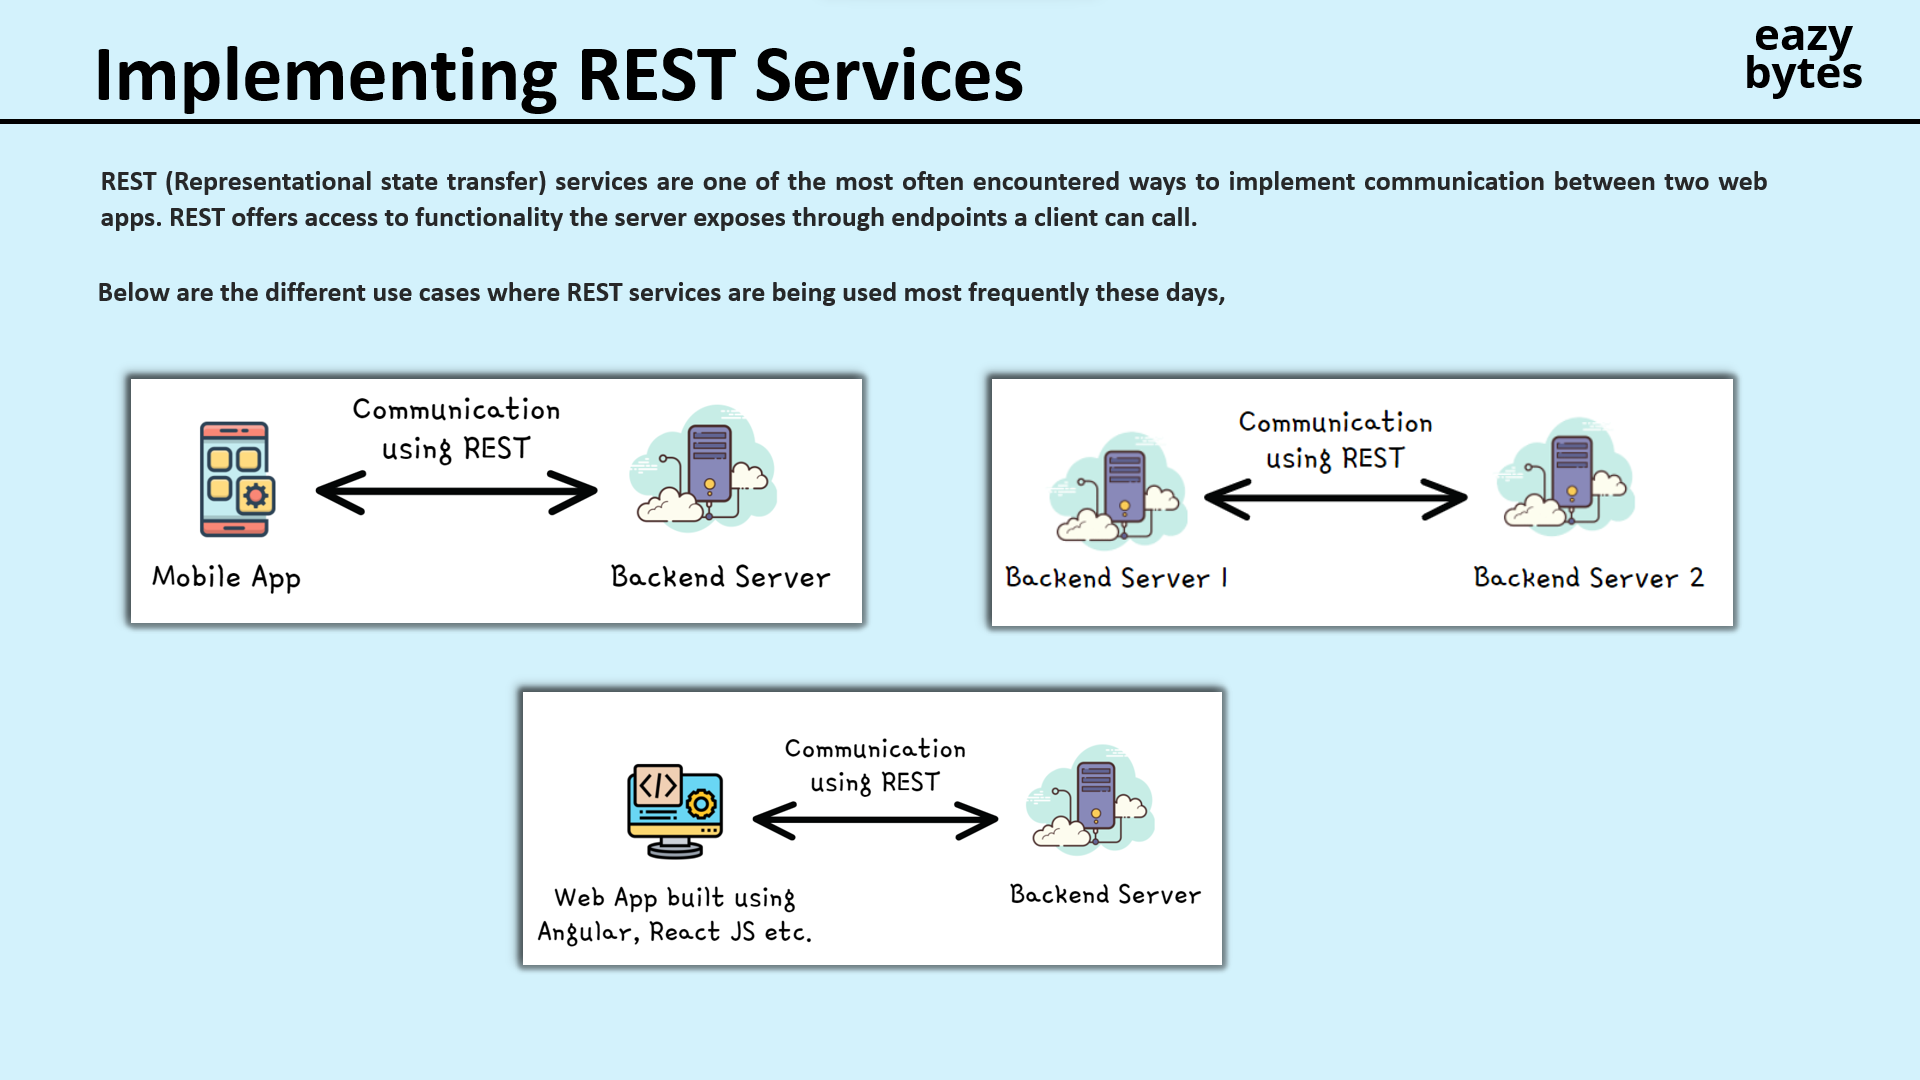 Implementing REST Services
eazy
bytes
REST (Representational state transfer) services are one of the most often encountered ways to implement communication between two web
apps. REST offers access to functionality the server exposes through endpoints a client can call.
Below are the different use cases where REST services are being used most frequently these days,
Communication
using REST
Mobile App
Backend Server
Communication
using REST
Backend Server 1
Backend Server 2
</>
Communication
using REST
Web App built using
Angular, React JS etc.
Backend Server